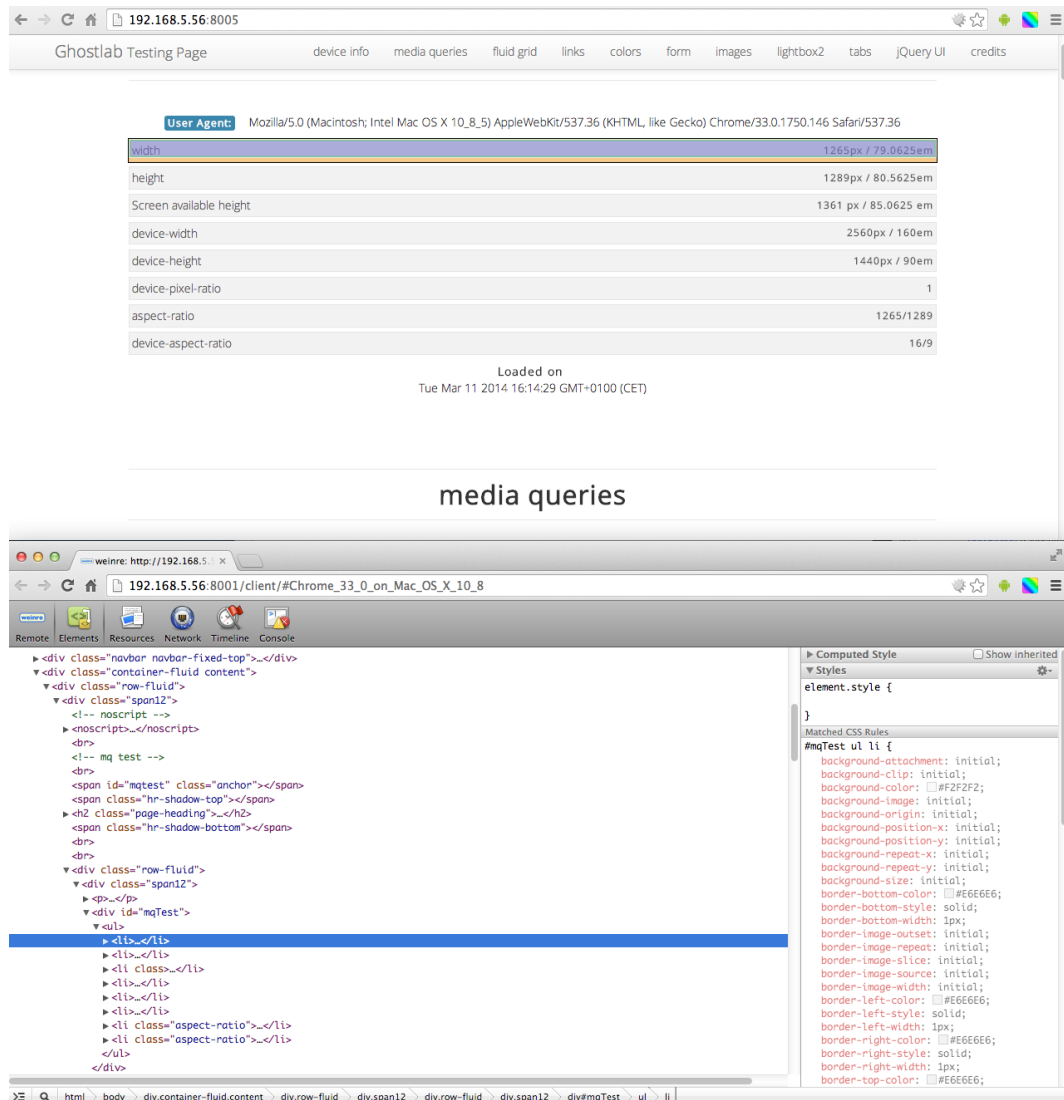 192.168.5.56:8005
Ghostlab Testing Page device info media queries fluid grid links colors form images lightbox2 tabs jQuery UI credits
User Agent: Mozilla/5.0 (Macintosh; Intel Mac OS X 10_8_5) AppleWebKit/537.36 (KHTML, like Gecko) Chrome/33.0.1750.146 Safari/537.36
width 1265px / 79.0625em
height 1289px / 80.5625em
Screen available height 1361 px / 85.0625 em
device-width 2560px / 160em
device-height 1440px / 90em
device-pixel-ratio 1
aspect-ratio 1265/1289
device-aspect-ratio 16/9
Loaded on
Tue Mar 11 2014 16:14:29 GMT+0100 (CET)
media queries
weinre: http://192.168.5.5
192.168.5.56:8001/client/#Chrome_33_0_on_Mac_OS_X_10_8
weinre
Remote Elements Resources Network Timeline Console
<div class="navbar navbar-fixed-top">…</div>
<div class="container-fluid content">
<div class="row-fluid">
<div class="span12">
<!-- noscript -->
<noscript>…</noscript>
<br>
<!-- mq test -->
<br>
<span id="mqtest" class="anchor"></span>
<span class="hr-shadow-top"></span>
<h2 class="page-heading">…</h2>
<span class="hr-shadow-bottom"></span>
<br>
<br>
<div class="row-fluid">
<div class="span12">
<p>…</p>
<div id="mqTest">
<ul>
<li>…</li>
<li>…</li>
<li class>…</li>
<li>…</li>
<li>…</li>
<li>…</li>
<li class="aspect-ratio">…</li>
<li class="aspect-ratio">…</li>
</ul>
</div>
Computed Style Show inherited
Styles
element.style {
}
Matched CSS Rules
#mqTest ul li {
background-attachment: initial;
background-clip: initial;
background-color: #F2F2F2;
background-image: initial;
background-origin: initial;
background-position-x: initial;
background-position-y: initial;
background-repeat-x: initial;
background-repeat-y: initial;
background-size: initial;
border-bottom-color: #E6E6E6;
border-bottom-style: solid;
border-bottom-width: 1px;
border-image-outset: initial;
border-image-repeat: initial;
border-image-slice: initial;
border-image-source: initial;
border-image-width: initial;
border-left-color: #E6E6E6;
border-left-style: solid;
border-left-width: 1px;
border-right-color: #E6E6E6;
border-right-style: solid;
border-right-width: 1px;
border-top-color: #E6E6E6;
html body div.container-fluid.content div.row-fluid div.span12 div.row-fluid div.span12 div#mqTest ul li